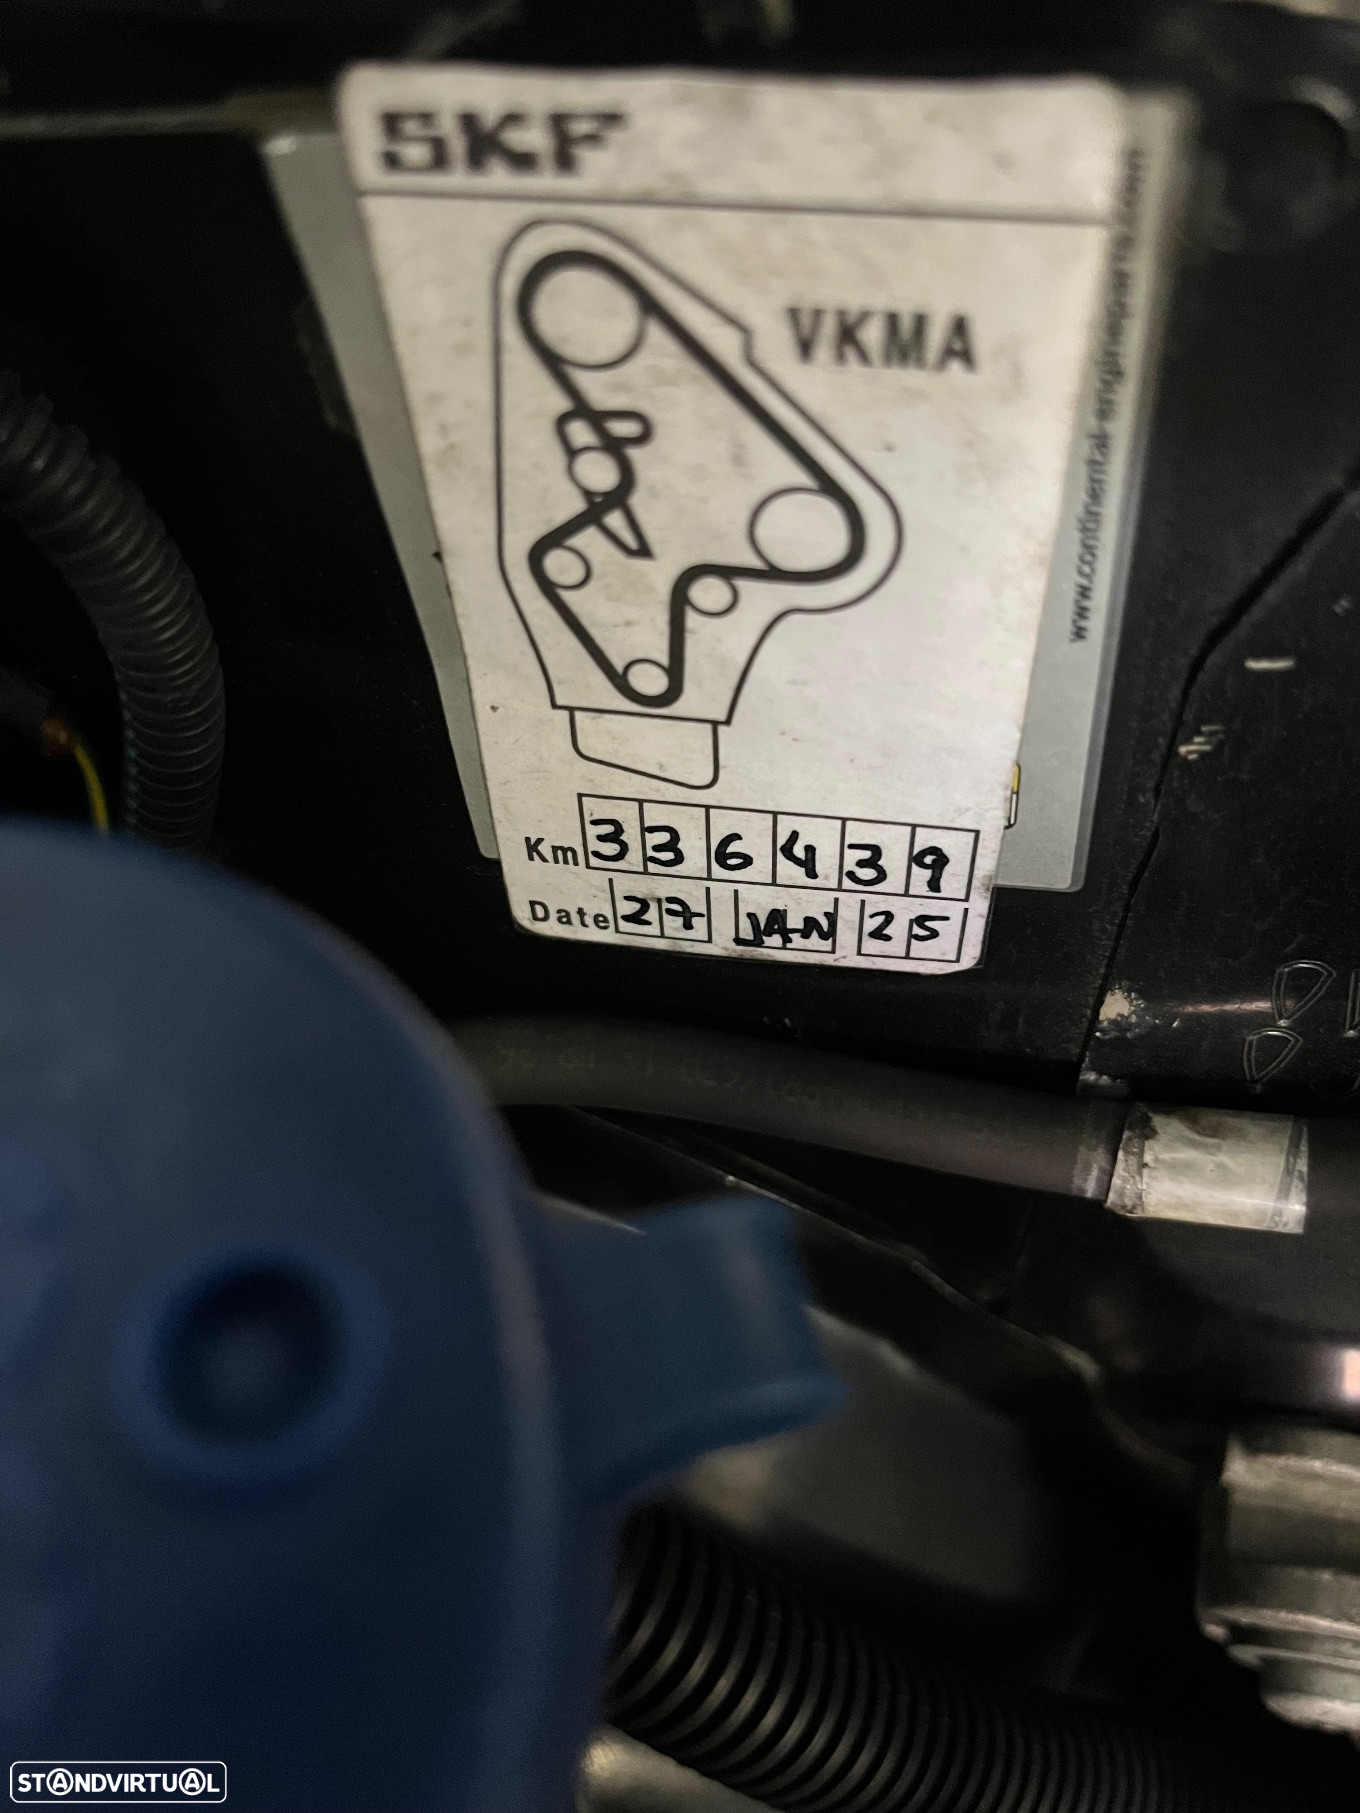 SKF
VKMA
www.continental-engineparts.com
Km 336439
Date 27 JAN 25
STANDVIRTUAL